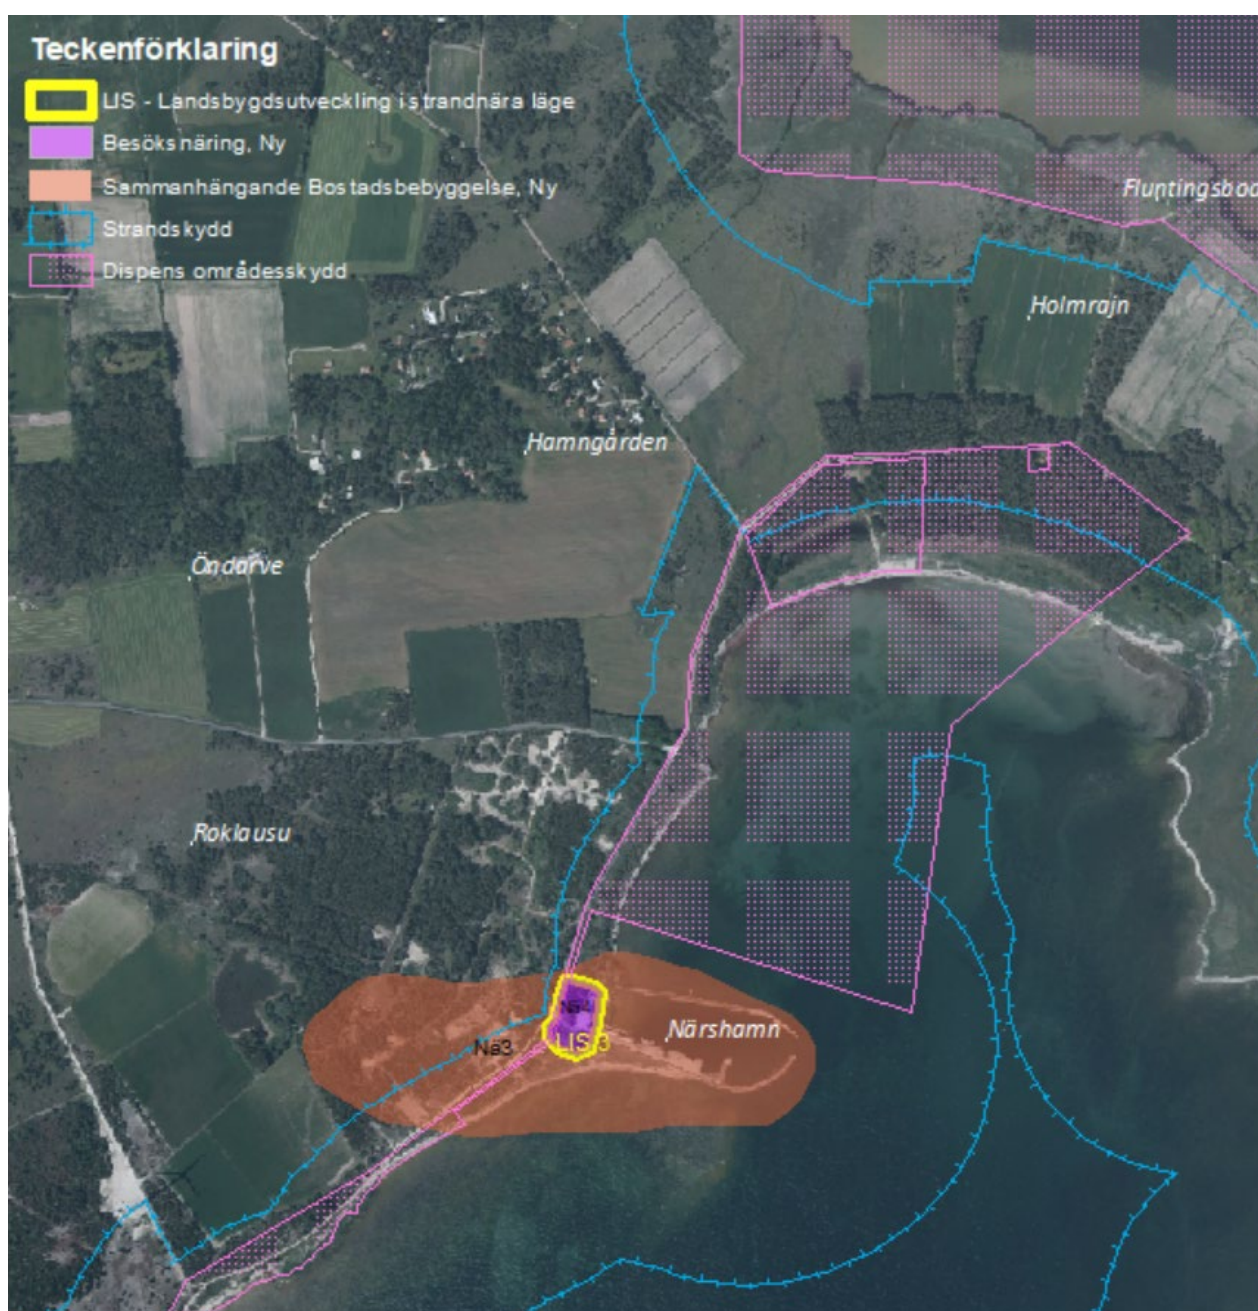 Teckenförklaring
LIS - Landsbygdsutveckling i strandnära läge
Besöksnäring, Ny
Sammanhängande Bostadsbebyggelse, Ny
Strandskydd
Dispens områdesskydd
Fluntingsbod
Holmrajn
Hamngården
Öndarve
Roklausu
Närshamn
Nä3
LIS 3